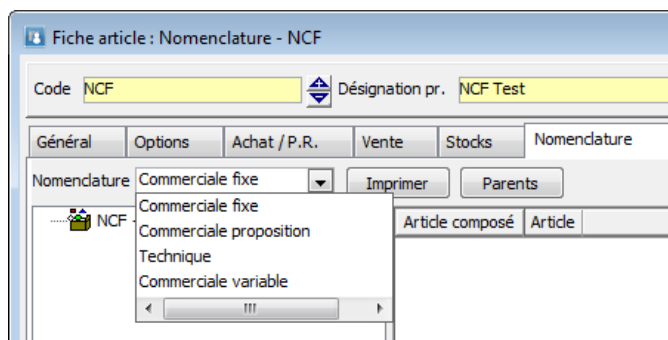 Fiche article : Nomenclature - NCF
Code NCF Désignation pr. NCF Test
Général Options Achat / P.R. Vente Stocks Nomenclature
Nomenclature Commerciale fixe Imprimer Parents
NCF - Commerciale fixe Article composé Article
Commerciale proposition
Technique
Commerciale variable